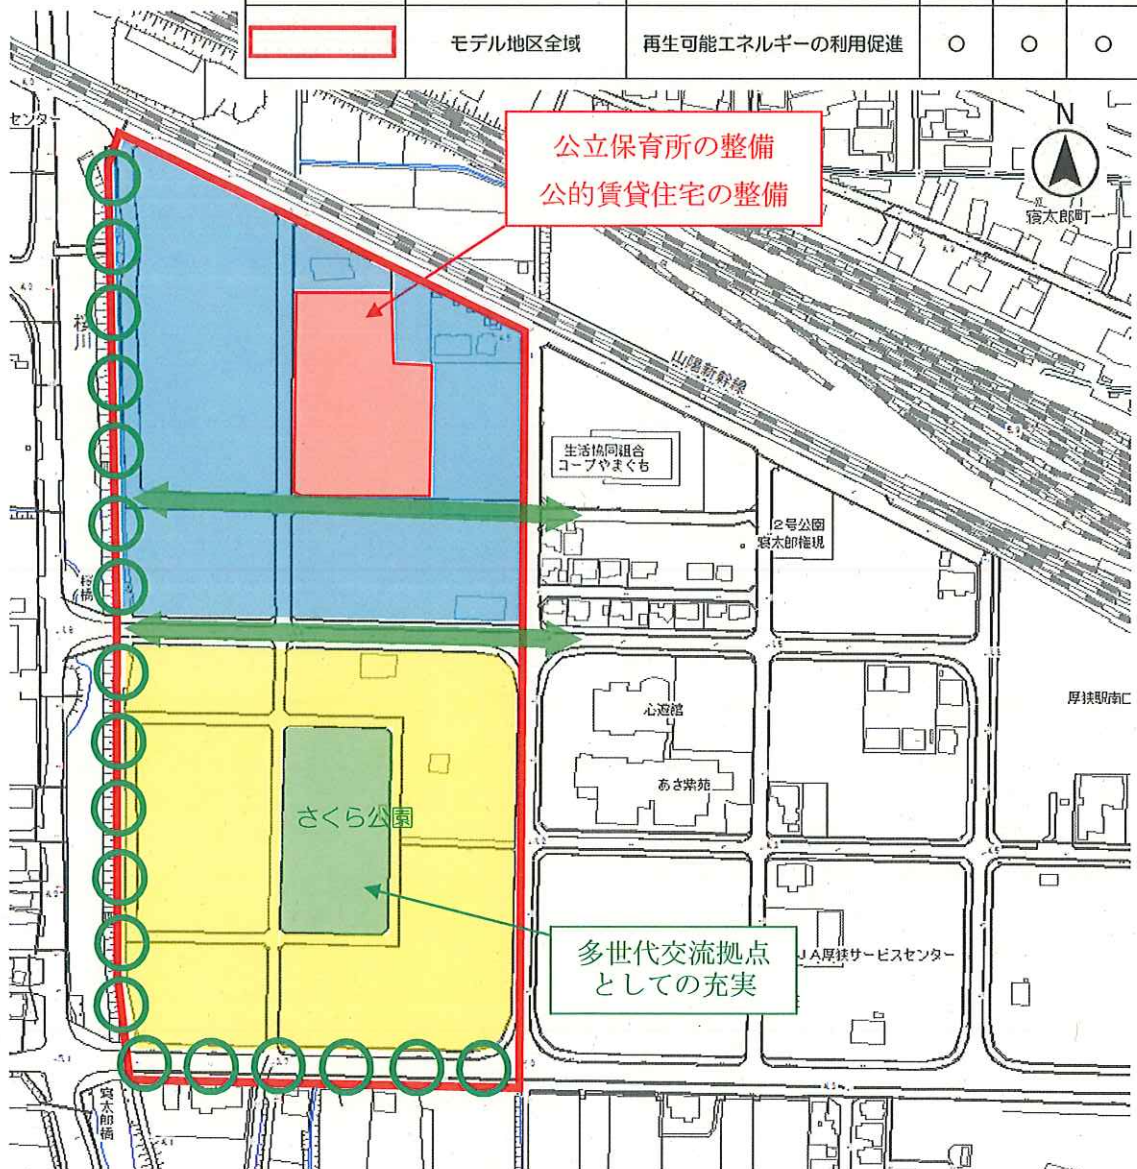 モデル地区全域 再生可能エネルギーの利用促進 ○ ○ ○
センター
公立保育所の整備
公的賃貸住宅の整備
N
寝太郎町一
桜川
山陽新幹線
生活協同組合
コープやまぐち
2号公園
寝太郎権現
桜橋
心遊館
厚狭駅南口
あさ紫苑
さくら公園
多世代交流拠点
としての充実
JA厚狭サービスセンター
寝太郎橋